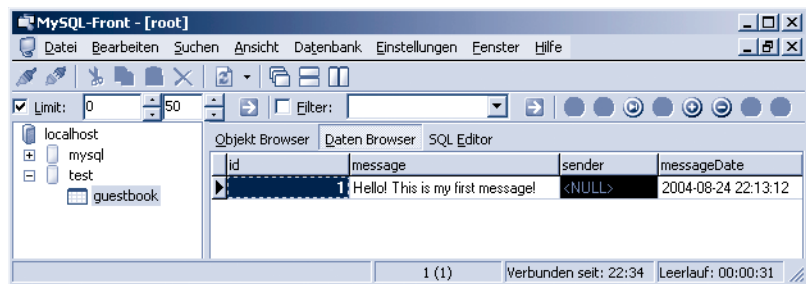 MySQL-Front - [root]
Datei Bearbeiten Suchen Ansicht Datenbank Einstellungen Fenster Hilfe
Limit: 0 50 Filter:
localhost
mysql
test
guestbook
Objekt Browser Daten Browser SQL Editor
id message sender messageDate
1 Hello! This is my first message! <NULL> 2004-08-24 22:13:12
1 (1) Verbunden seit: 22:34 Leerlauf: 00:00:31